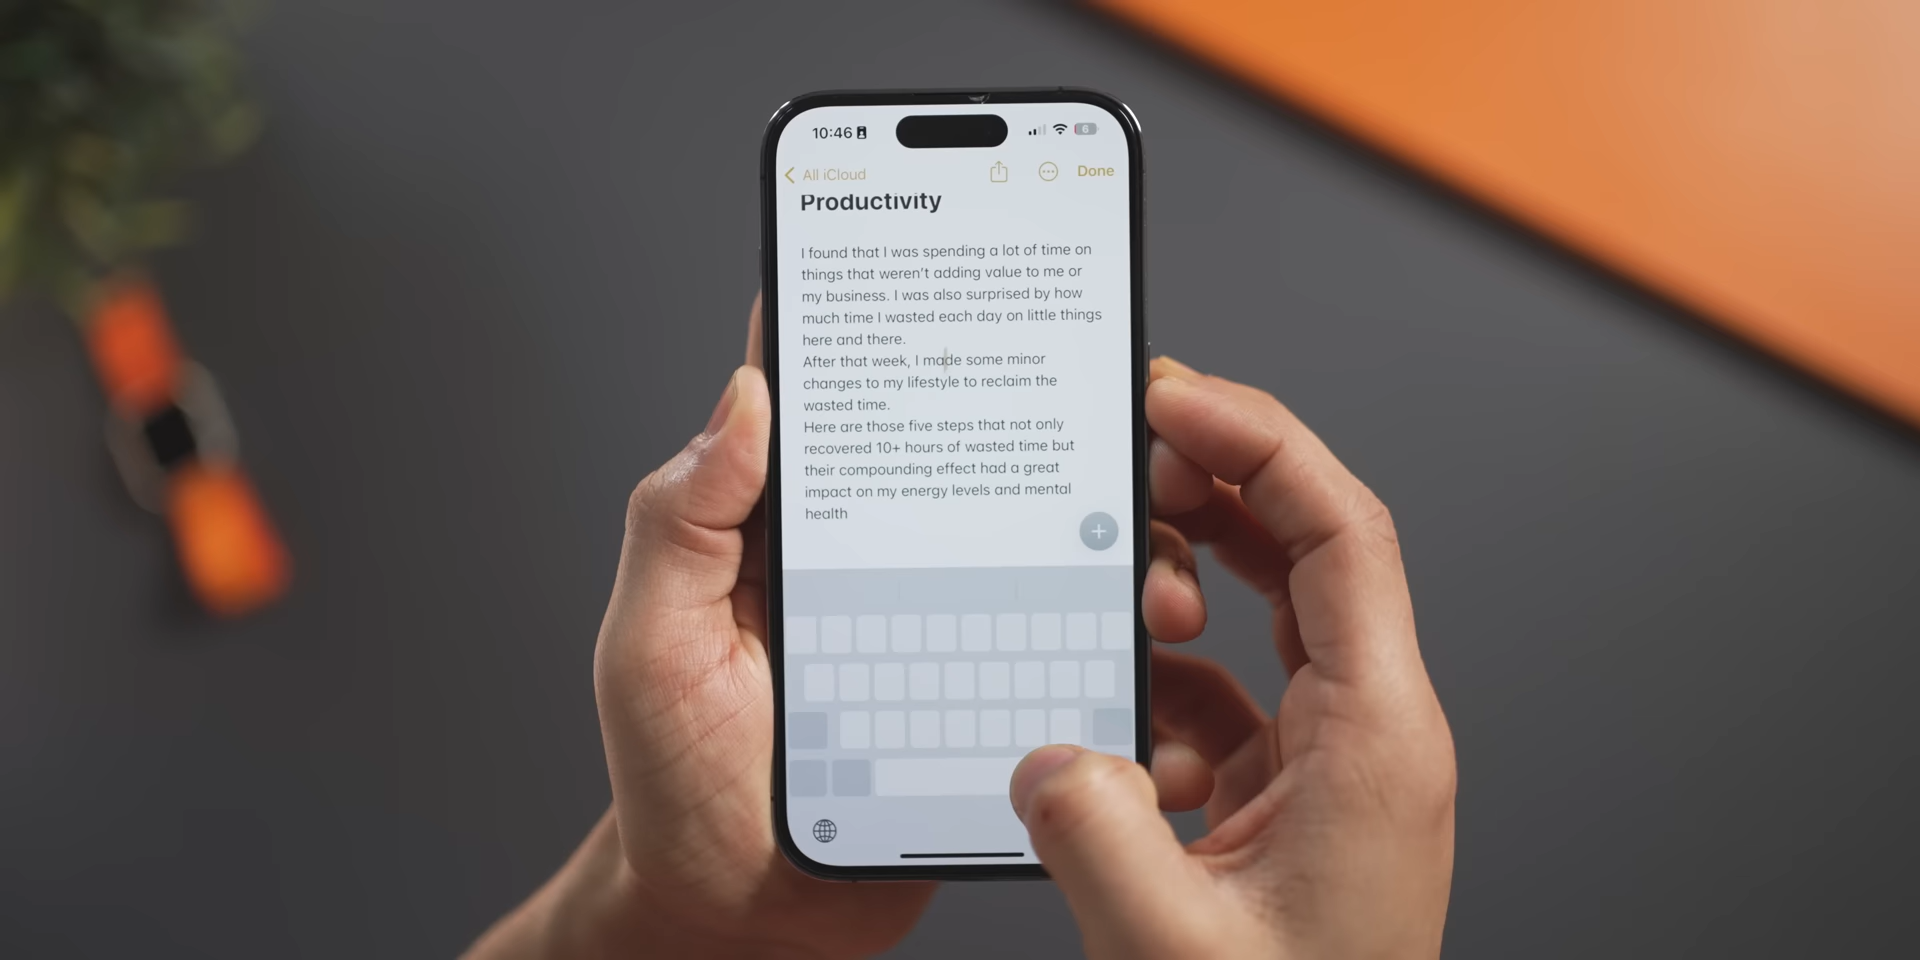 10:46
6
All iCloud
Done
Productivity
I found that I was spending a lot of time on
things that weren't adding value to me or
my business. I was also surprised by how
much time I wasted each day on little things
here and there.
After that week, I made some minor
changes to my lifestyle to reclaim the
wasted time.
Here are those five steps that not only
recovered 10+ hours of wasted time but
their compounding effect had a great
impact on my energy levels and mental
health